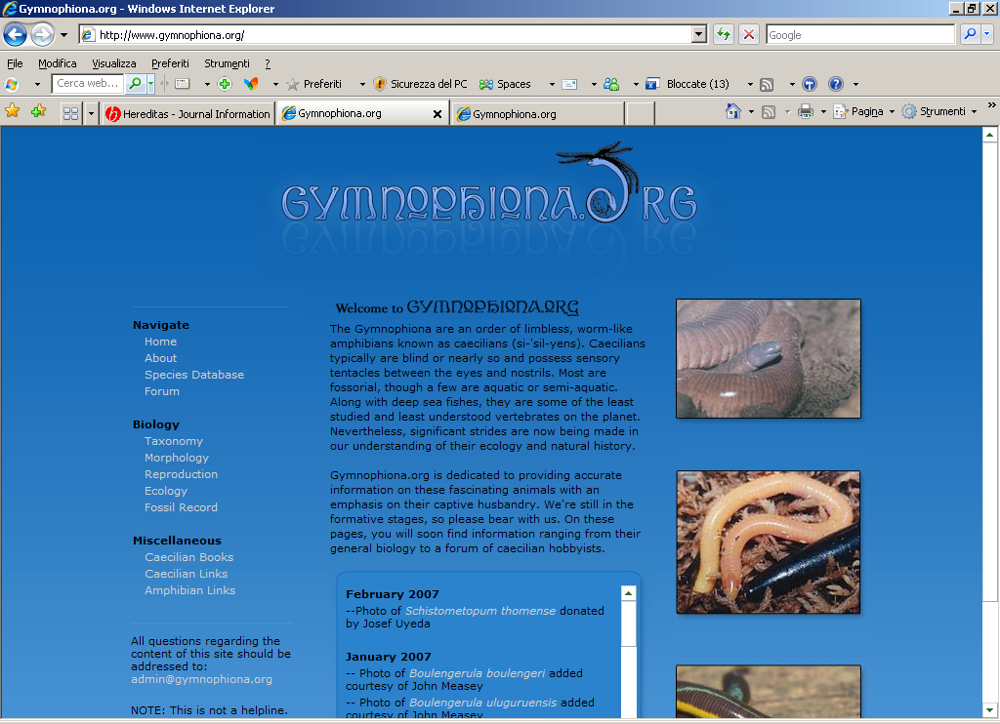 Gymnophiona.org - Windows Internet Explorer
http://www.gymnophiona.org/
Google
File Modifica Visualizza Preferiti Strumenti ?
Cerca web... Preferiti Sicurezza del PC Spaces Bloccate (13)
Hereditas - Journal Information Gymnophiona.org Gymnophiona.org Pagina Strumenti
GYMNOPHIONA.ORG
Navigate
Home
About
Species Database
Forum
Biology
Taxonomy
Morphology
Reproduction
Ecology
Fossil Record
Miscellaneous
Caecilian Books
Caecilian Links
Amphibian Links
All questions regarding the
content of this site should be
addressed to:
admin@gymnophiona.org
NOTE: This is not a helpline.
Welcome to GYMNOPHIONA.ORG
The Gymnophiona are an order of limbless, worm-like
amphibians known as caecilians (si-'sil-yens). Caecilians
typically are blind or nearly so and possess sensory
tentacles between the eyes and nostrils. Most are
fossorial, though a few are aquatic or semi-aquatic.
Along with deep sea fishes, they are some of the least
studied and least understood vertebrates on the planet.
Nevertheless, significant strides are now being made in
our understanding of their ecology and natural history.
Gymnophiona.org is dedicated to providing accurate
information on these fascinating animals with an
emphasis on their captive husbandry. We're still in the
formative stages, so please bear with us. On these
pages, you will soon find information ranging from their
general biology to a forum of caecilian hobbyists.
February 2007
--Photo of Schistometopum thomense donated
by Josef Uyeda
January 2007
-- Photo of Boulengerula boulengeri added
courtesy of John Measey
-- Photo of Boulengerula uluguruensis added
courtesy of John Measey